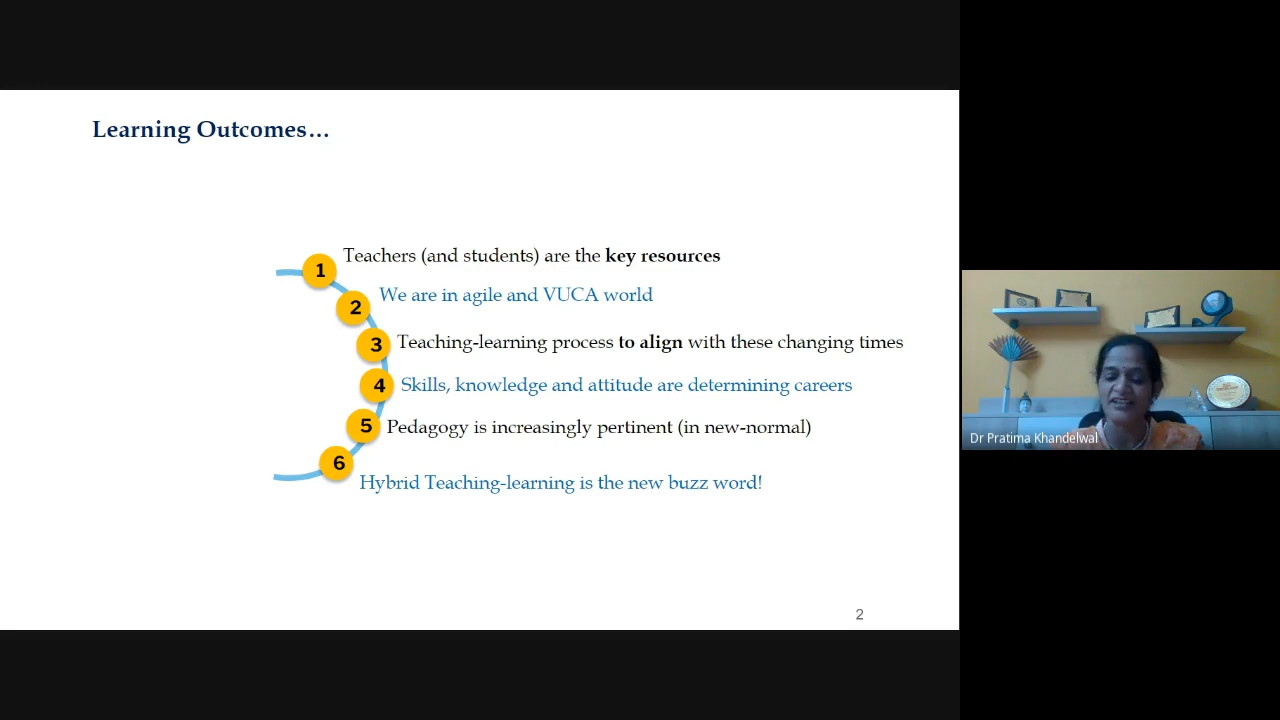 Learning Outcomes...
1 Teachers (and students) are the key resources
2 We are in agile and VUCA world
3 Teaching-learning process to align with these changing times
4 Skills, knowledge and attitude are determining careers
5 Pedagogy is increasingly pertinent (in new-normal)
6 Hybrid Teaching-learning is the new buzz word!
2
Dr Pratima Khandelwal